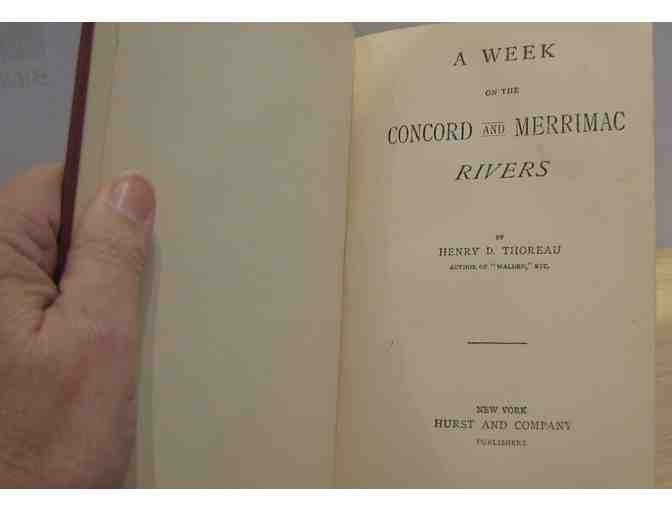 A WEEK
ON THE
CONCORD AND MERRIMAC
RIVERS
BY
HENRY D. THOREAU
AUTHOR OF "WALDEN," ETC.
NEW YORK
HURST AND COMPANY
PUBLISHERS